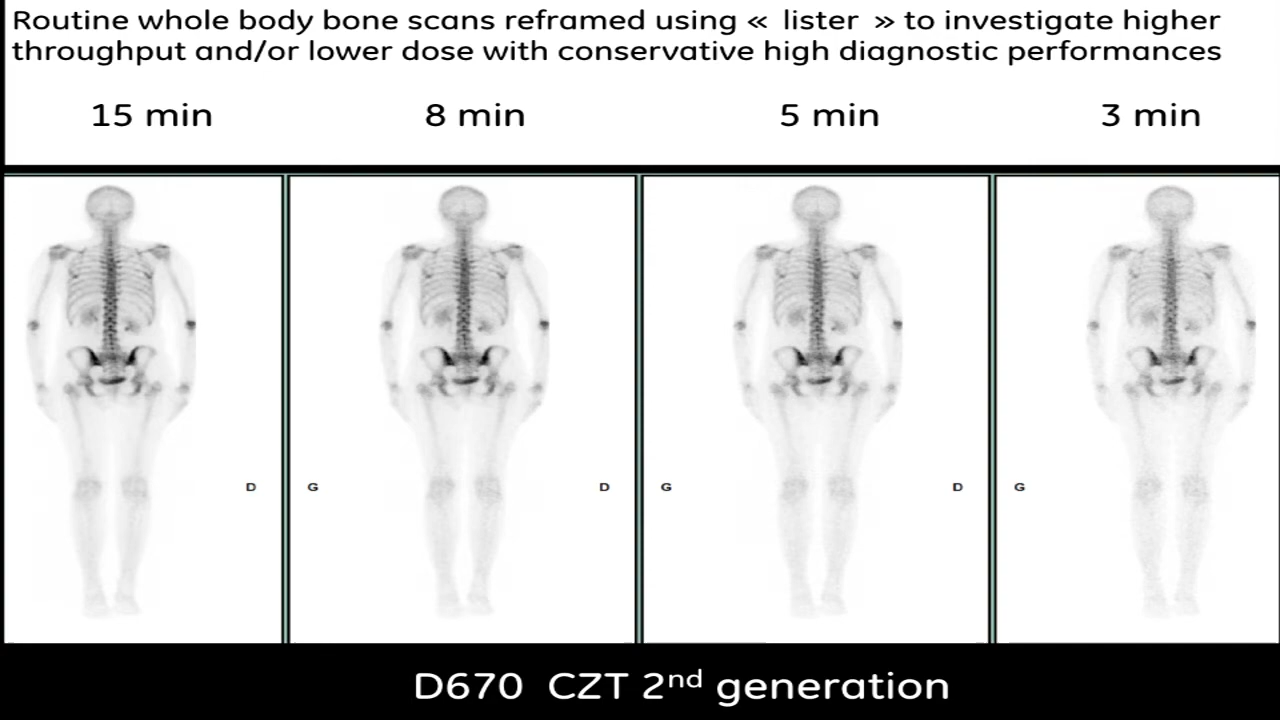 Routine whole body bone scans reframed using « lister » to investigate higher
throughput and/or lower dose with conservative high diagnostic performances
15 min 8 min 5 min 3 min
D G D G D G
D670 CZT 2nd generation